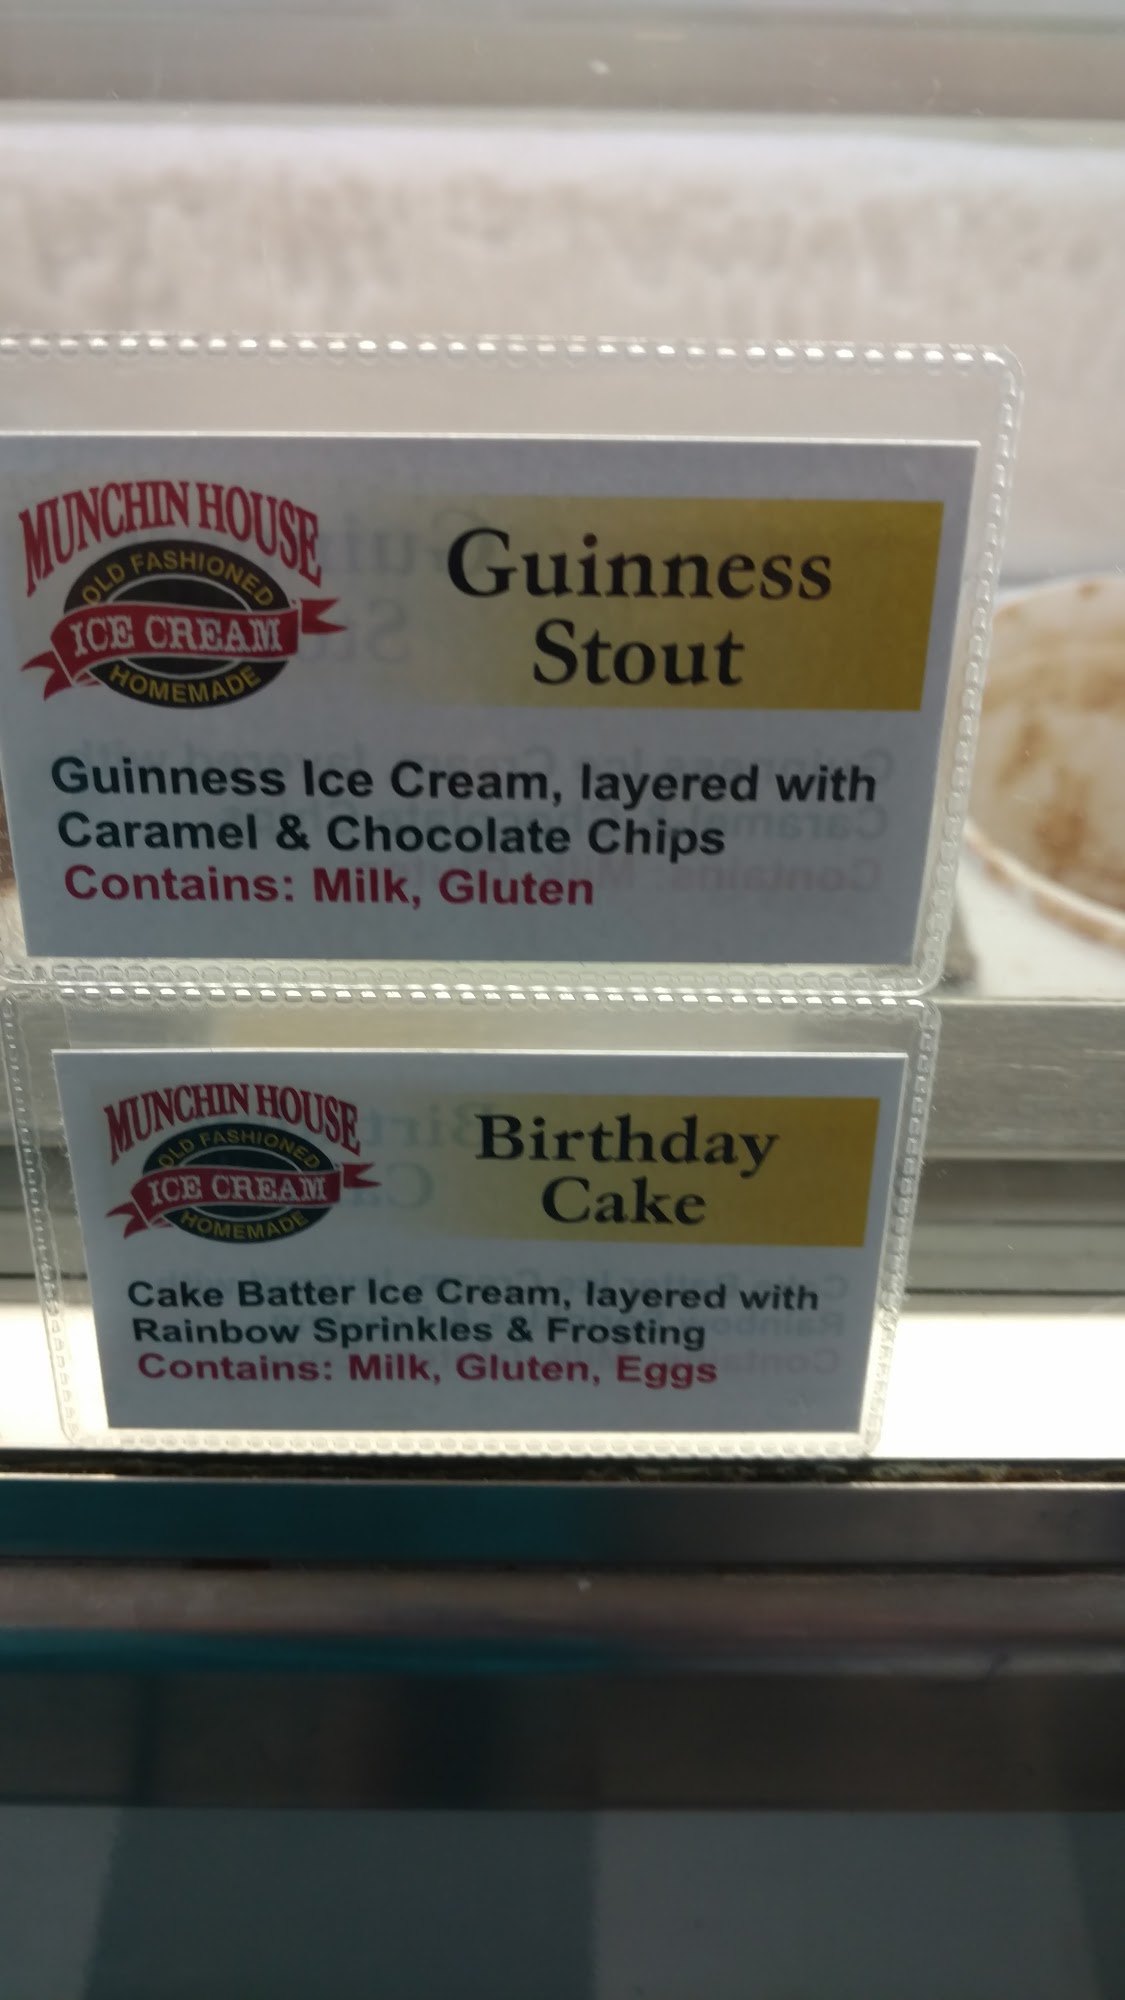 MUNCHIN HOUSE
OLD FASHIONED
ICE CREAM
HOMEMADE
Guinness
Stout
Guinness Ice Cream, layered with
Caramel & Chocolate Chips
Contains: Milk, Gluten
MUNCHIN HOUSE
OLD FASHIONED
ICE CREAM
HOMEMADE
Birthday
Cake
Cake Batter Ice Cream, layered with
Rainbow Sprinkles & Frosting
Contains: Milk, Gluten, Eggs